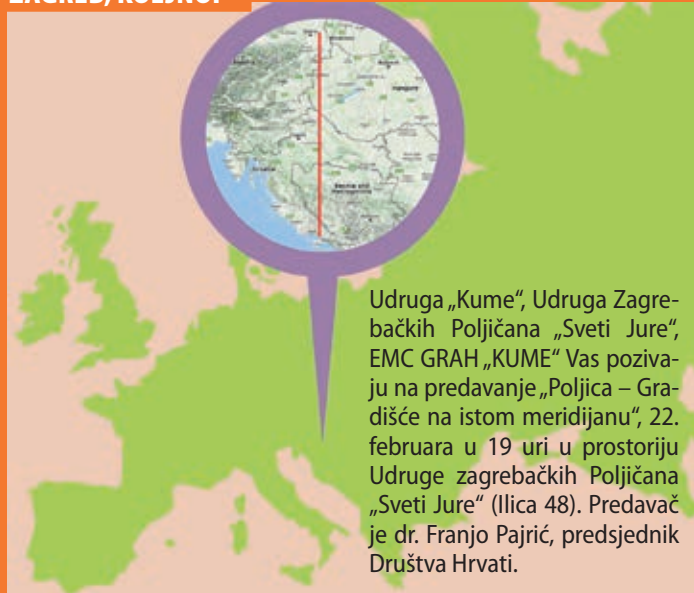 Udruga „Kume“, Udruga Zagre-
bačkih Poljičana „Sveti Jure“,
EMC GRAH „KUME“ Vas poziva-
ju na predavanje „Poljica – Gra-
dišće na istom meridijanu“, 22.
februara u 19 uri u prostoriju
Udruge zagrebačkih Poljičana
„Sveti Jure“ (Ilica 48). Predavač
je dr. Franjo Pajrić, predsjednik
Društva Hrvati.